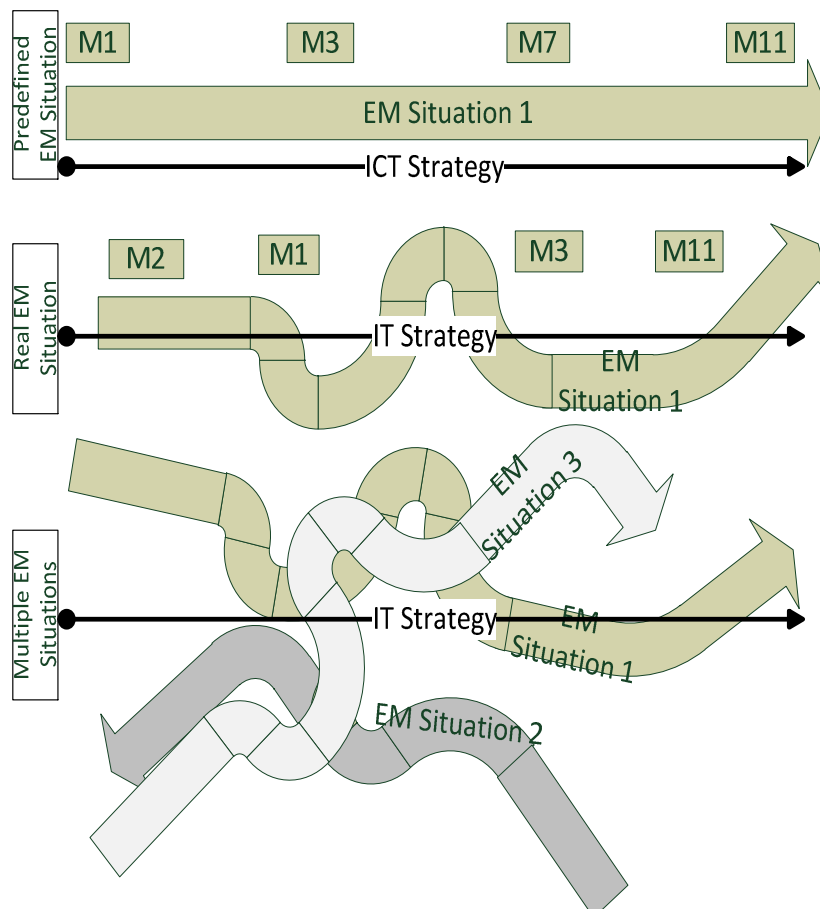 Predefined
EM Situation
M1
M3
M7
M11
EM Situation 1
ICT Strategy
Real EM
Situation
M2
M1
M3
M11
IT Strategy
EM
Situation 1
Multiple EM
Situations
EM
Situation 3
IT Strategy
EM
Situation 1
EM Situation 2